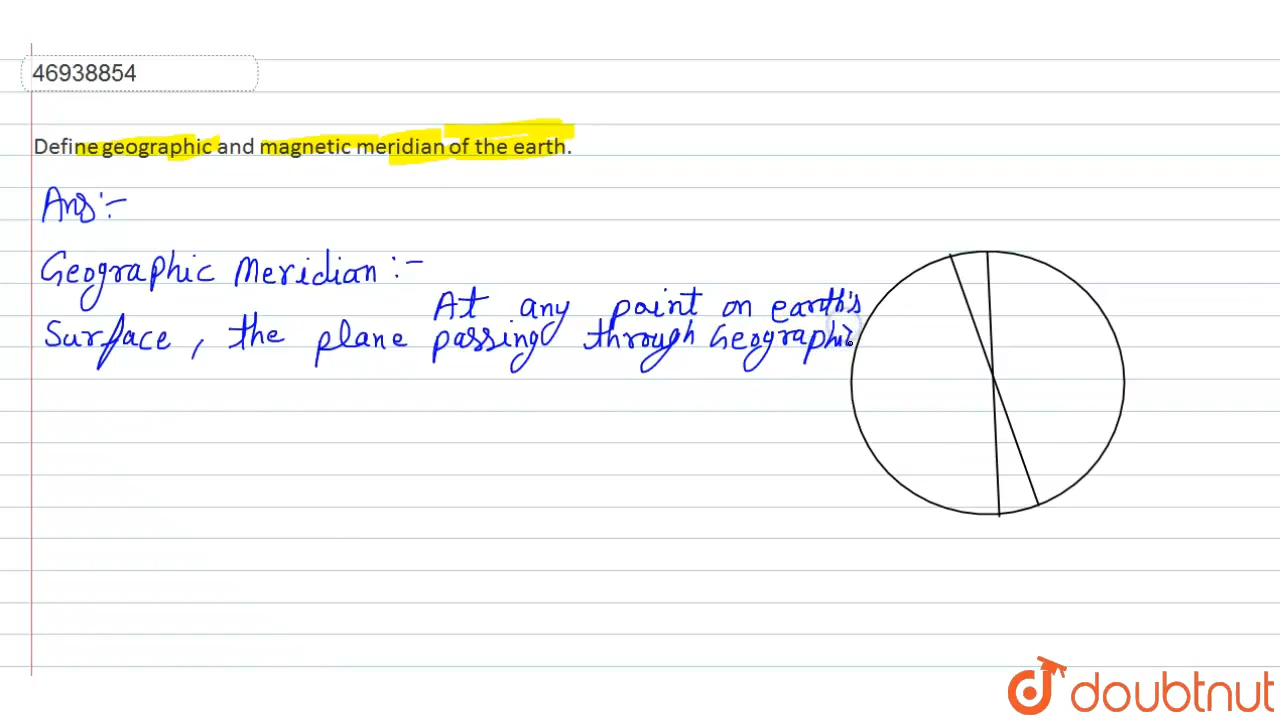 46938854
Define geographic and magnetic meridian of the earth.
Ans:-
Geographic Meridian:-
At any point on earth's
Surface, the plane passing through Geographic
doubtnut